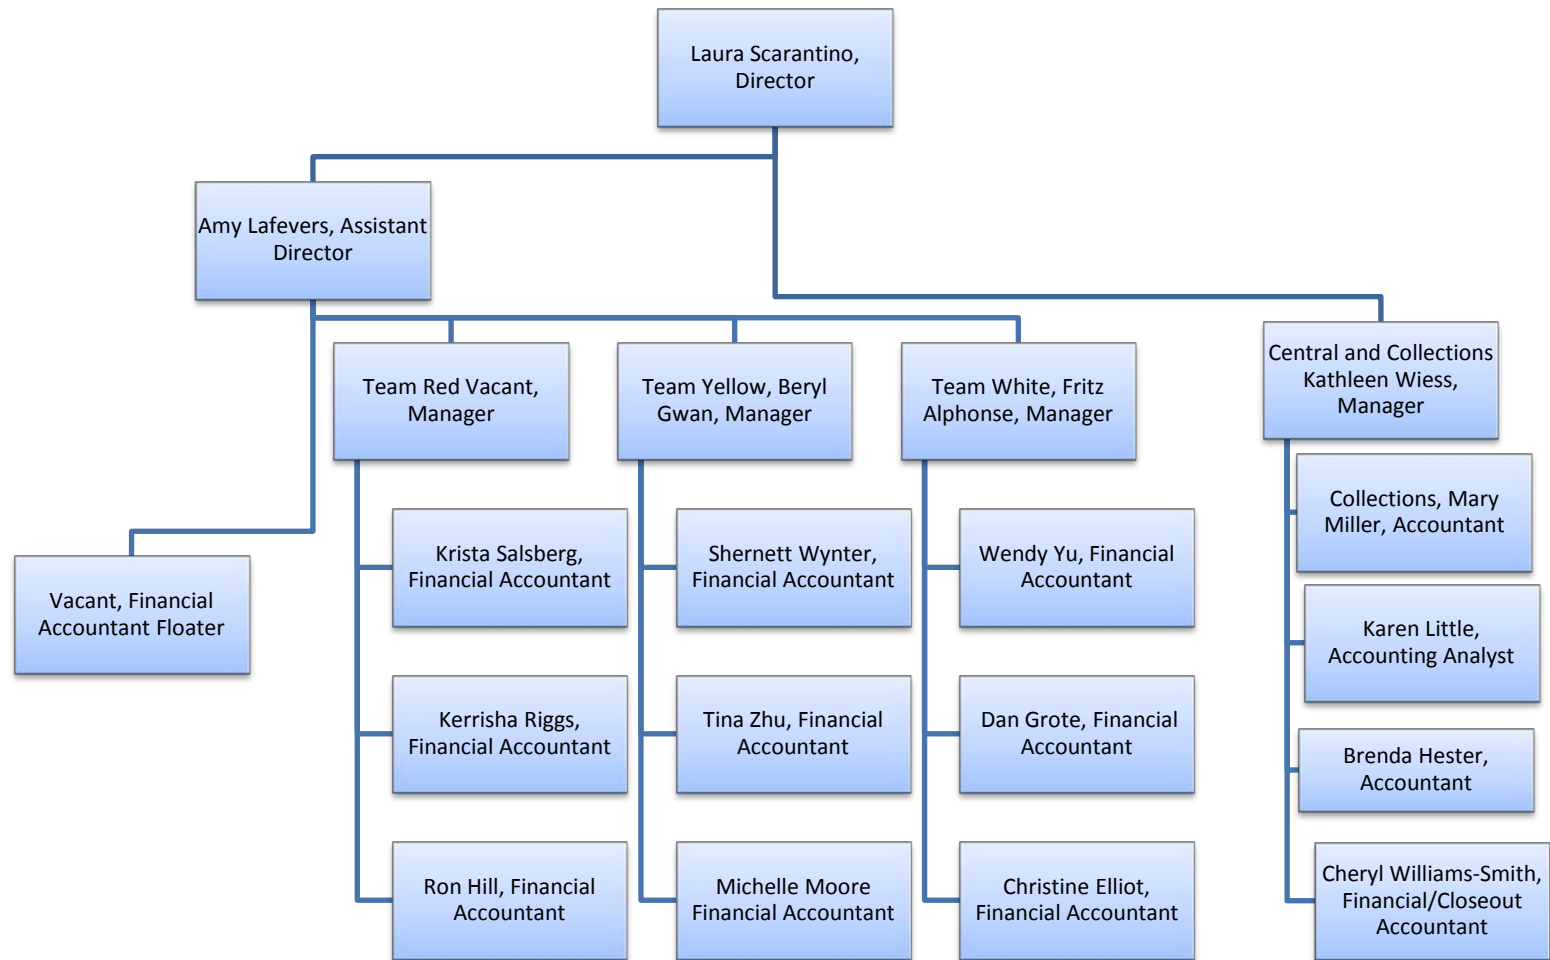 Laura Scarantino,
Director
Amy Lafevers, Assistant
Director
Team Red Vacant,
Manager
Team Yellow, Beryl
Gwan, Manager
Team White, Fritz
Alphonse, Manager
Central and Collections
Kathleen Wiess,
Manager
Vacant, Financial
Accountant Floater
Krista Salsberg,
Financial Accountant
Kerrisha Riggs,
Financial Accountant
Ron Hill, Financial
Accountant
Shernett Wynter,
Financial Accountant
Tina Zhu, Financial
Accountant
Michelle Moore
Financial Accountant
Wendy Yu, Financial
Accountant
Dan Grote, Financial
Accountant
Christine Elliot,
Financial Accountant
Collections, Mary
Miller, Accountant
Karen Little,
Accounting Analyst
Brenda Hester,
Accountant
Cheryl Williams-Smith,
Financial/Closeout
Accountant